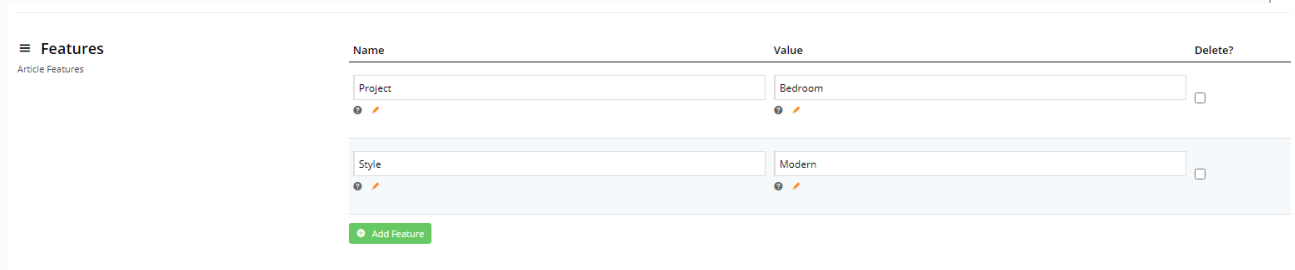 Features
Article Features
Name Value Delete?
Project Bedroom
Style Modern
Add Feature